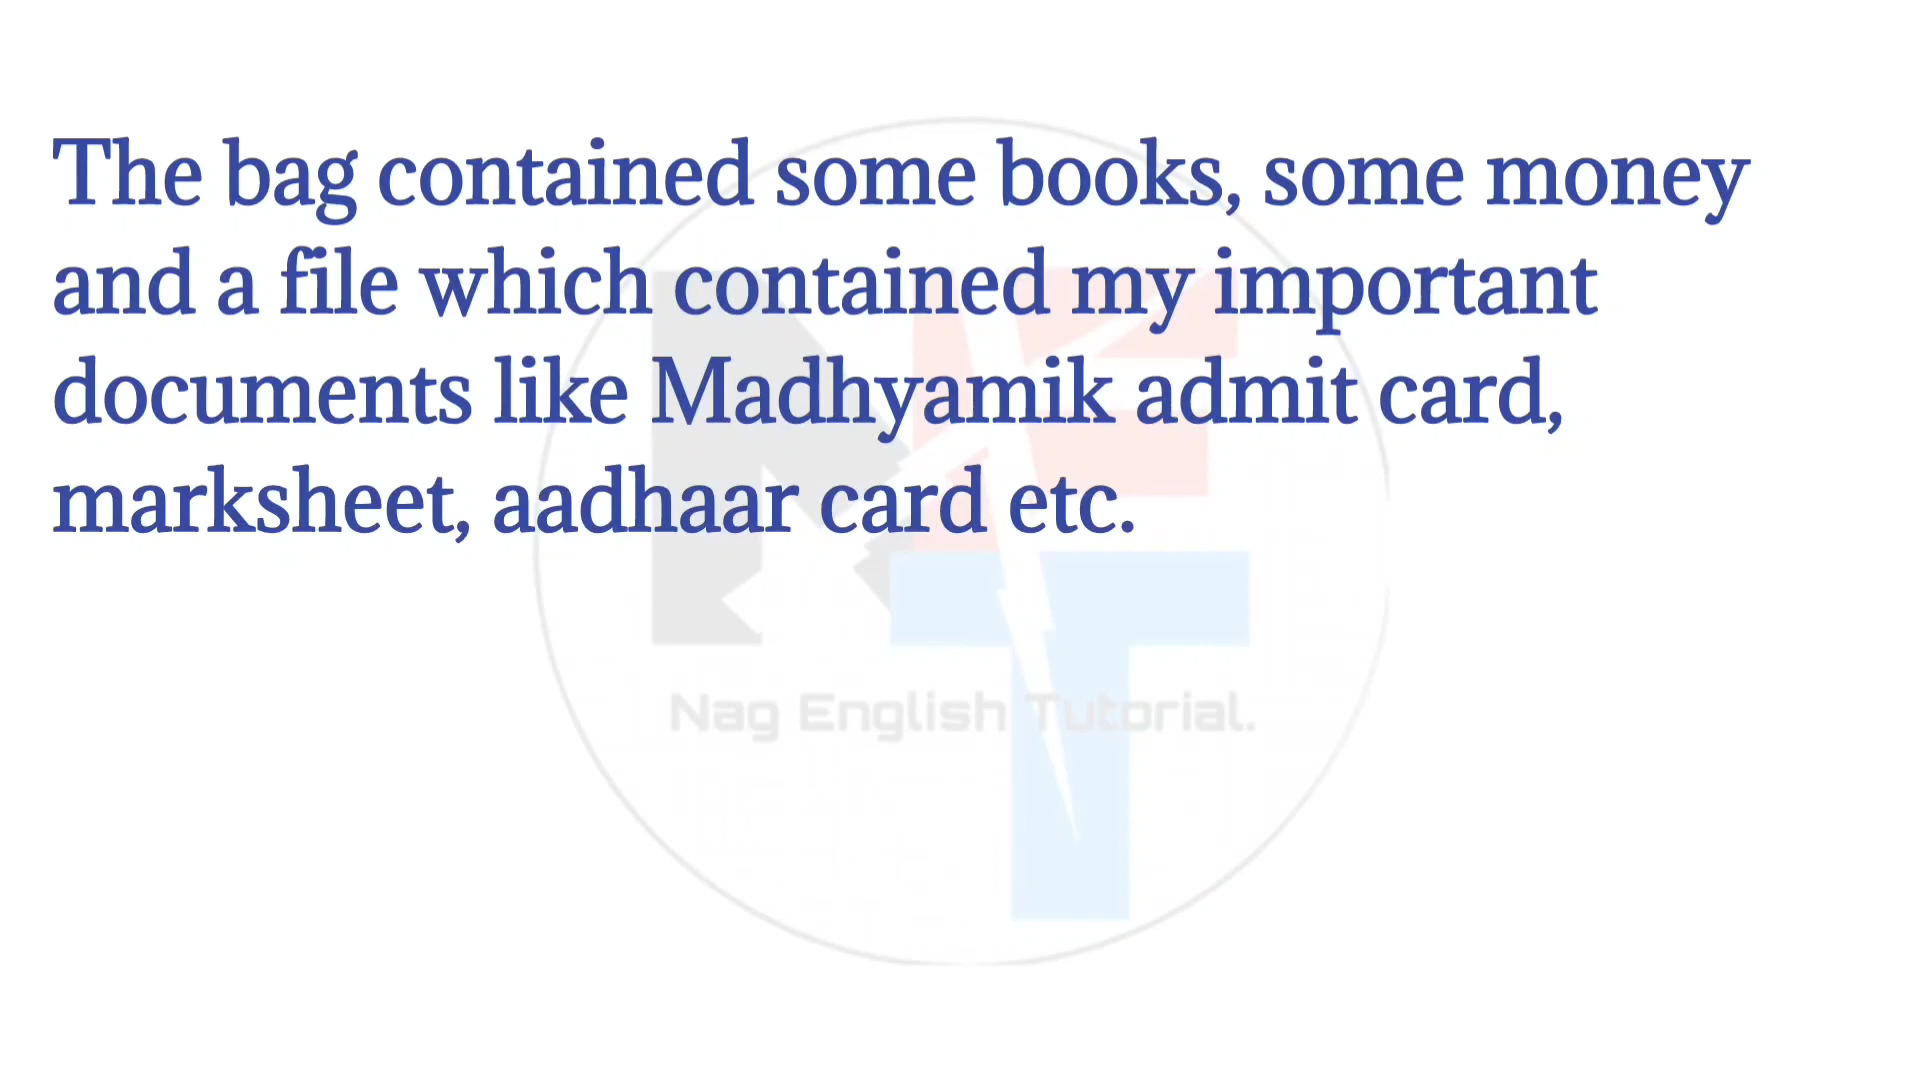 The bag contained some books, some money
and a file which contained my important
documents like Madhyamik admit card,
marksheet, aadhaar card etc.
Nag English Tutorial.